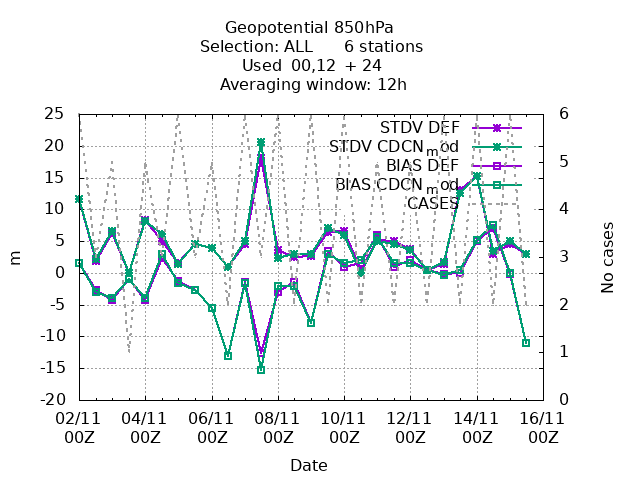 Geopotential 850hPa
Selection: ALL 6 stations
Used 00,12 + 24
Averaging window: 12h
25
20
15
10
5
0
-5
-10
-15
-20
m
STDV DEF
STDV CDCN_mod
BIAS DEF
BIAS CDCN_mod
CASES
6
5
4
3
2
1
0
No cases
02/11 04/11 06/11 08/11 10/11 12/11 14/11 16/11
00Z 00Z 00Z 00Z 00Z 00Z 00Z 00Z
Date